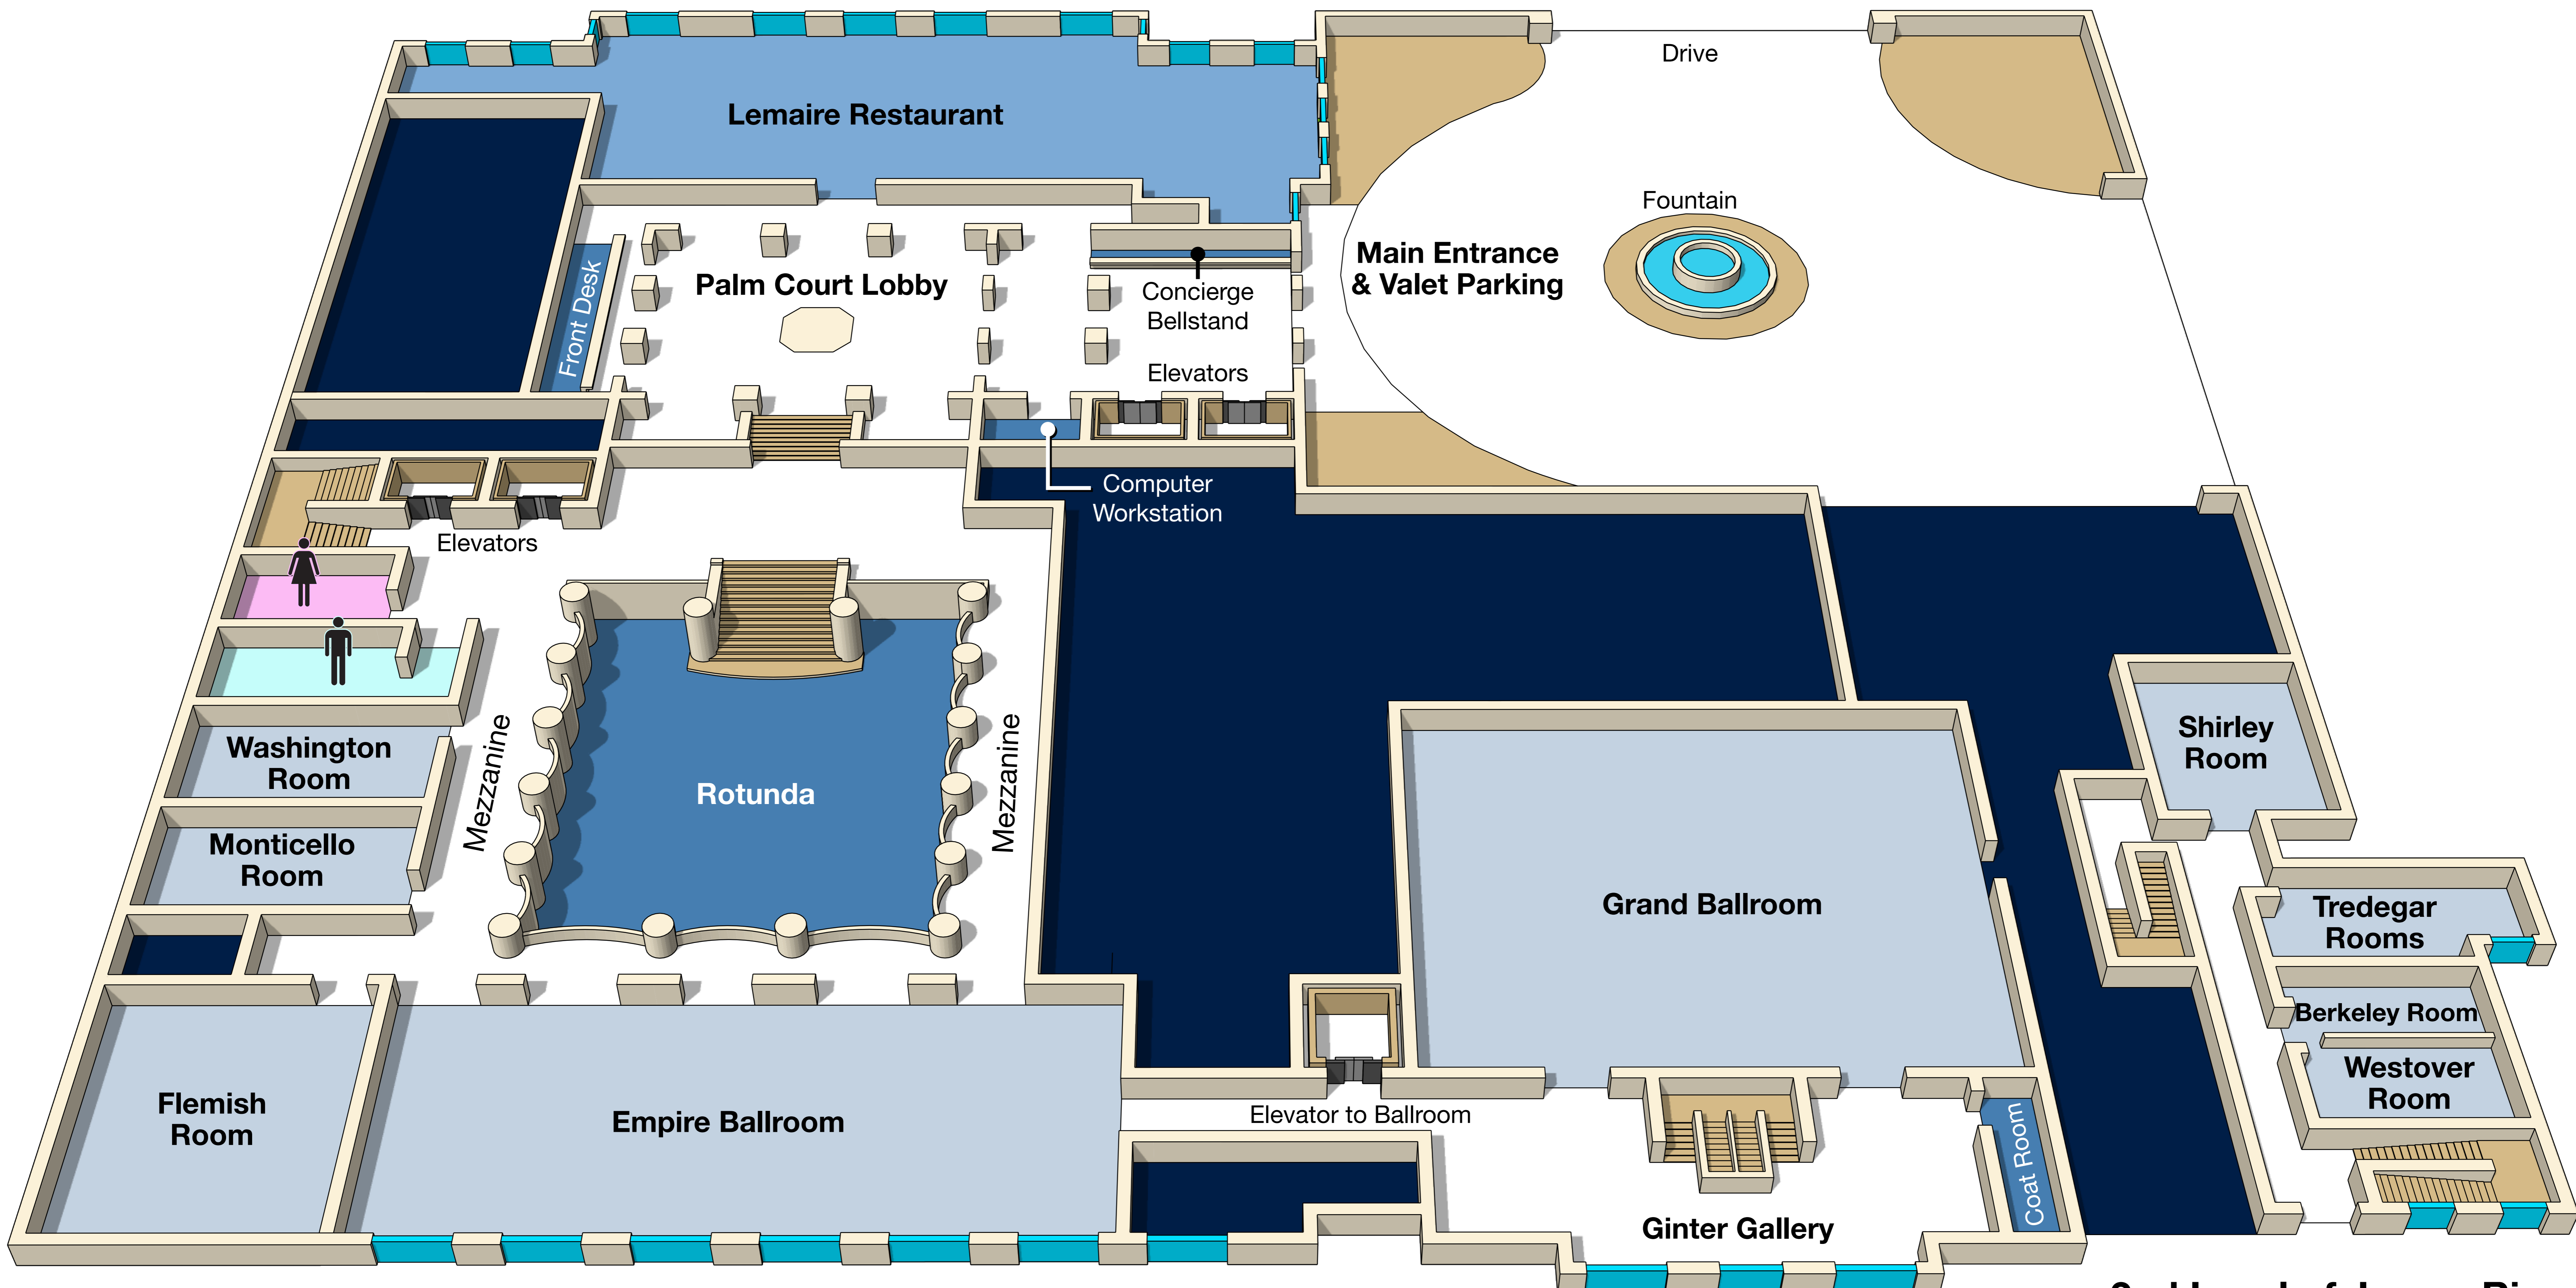 Drive
Lemaire Restaurant
Fountain
Main Entrance
& Valet Parking
Palm Court Lobby
Front Desk
Concierge
Bellstand
Elevators
Computer
Workstation
Elevators
Mezzanine
Mezzanine
Washington
Room
Rotunda
Shirley
Room
Monticello
Room
Grand Ballroom
Tredegar
Rooms
Berkeley Room
Westover
Room
Flemish
Room
Empire Ballroom
Elevator to Ballroom
Coat Room
Ginter Gallery